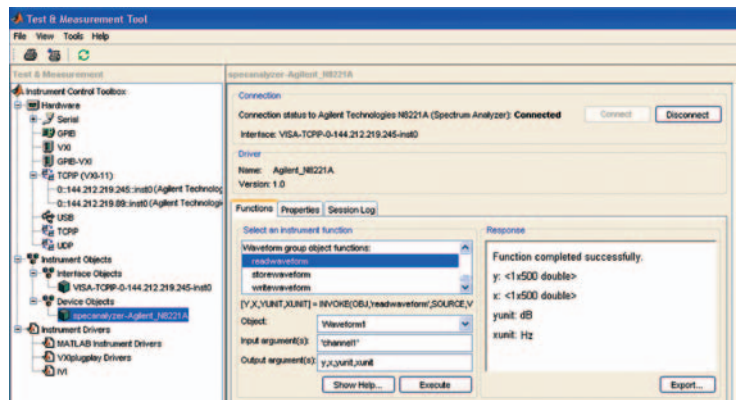 Test & Measurement Tool
File View Tools Help
Test & Measurement
Instrument Control Toolbox
Hardware
Serial
GPIB
VXI
GPIB-VXI
TCPIP (VXI-11)
0::144.212.219.245::inst0 (Agilent Technolog
0::144.212.219.89::inst0 (Agilent Technologi
USB
TCPIP
UDP
Instrument Objects
Interface Objects
VISA-TCPIP-0-144.212.219.245-inst0
Device Objects
specanalyzer-Agilent_N8221A
Instrument Drivers
MATLAB Instrument Drivers
VXIplugplay Drivers
IVI
specanalyzer-Agilent_N8221A
Connection
Connection status to Agilent Technologies N8221A (Spectrum Analyzer): Connected
Connect
Disconnect
Interface: VISA-TCPIP-0-144.212.219.245-inst0
Driver
Name: Agilent_N8221A
Version: 1.0
Functions Properties Session Log
Select an instrument function
Waveform group object functions:
readwaveform
storewaveform
writewaveform
[Y,X,YUNIT,XUNIT] = INVOKE(OBJ,'readwaveform',SOURCE,V
Object: Waveform1
Input argument(s): 'channel1'
Output argument(s): y,x,yunit,xunit
Show Help... Execute
Response
Function completed successfully.
y: <1x500 double>
x: <1x500 double>
yunit: dB
xunit: Hz
Export...